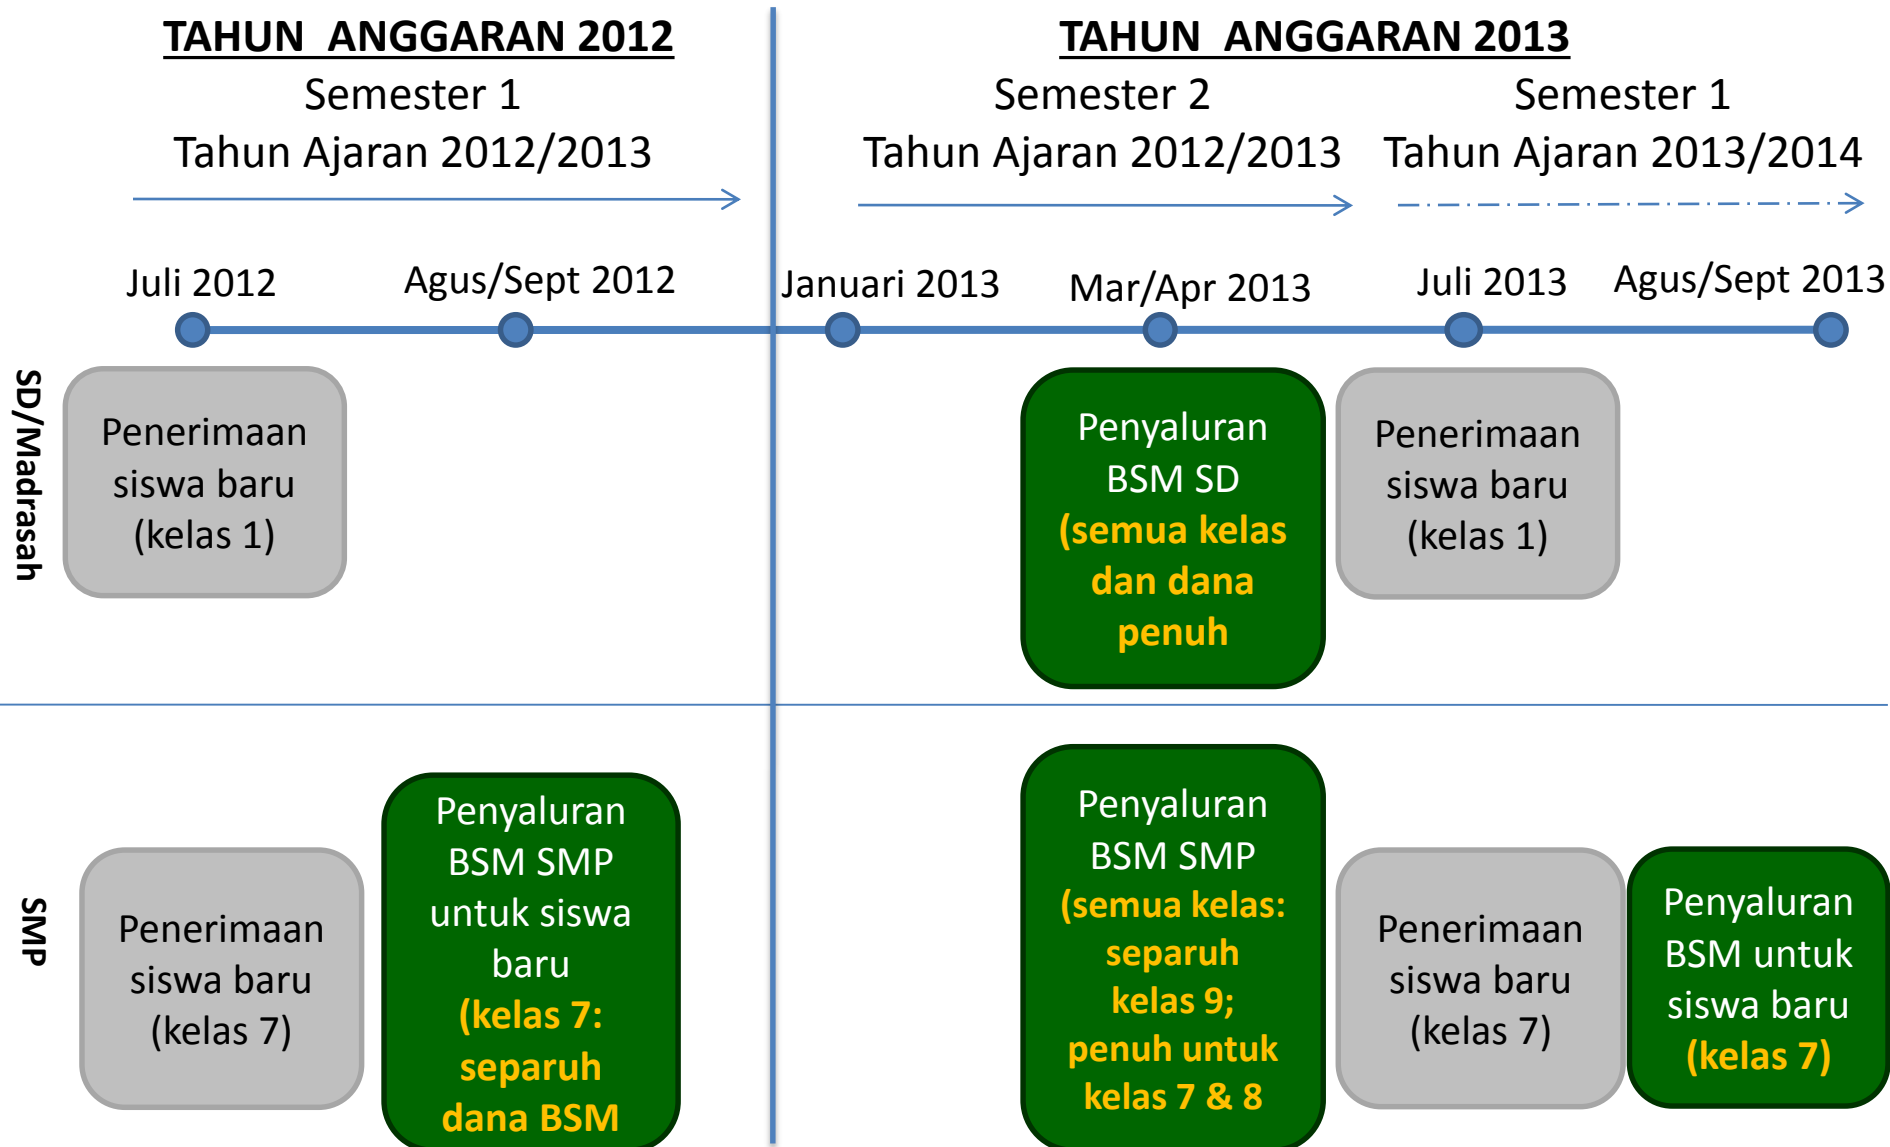 TAHUN ANGGARAN 2012
Semester 1
Tahun Ajaran 2012/2013
TAHUN ANGGARAN 2013
Semester 2
Tahun Ajaran 2012/2013
Semester 1
Tahun Ajaran 2013/2014
Juli 2012
Agus/Sept 2012
Januari 2013
Mar/Apr 2013
Juli 2013
Agus/Sept 2013
SD/Madrasah
Penerimaan
siswa baru
(kelas 1)
Penyaluran
BSM SD
(semua kelas
dan dana
penuh
Penerimaan
siswa baru
(kelas 1)
SMP
Penerimaan
siswa baru
(kelas 7)
Penyaluran
BSM SMP
untuk siswa
baru
(kelas 7:
separuh
dana BSM
Penyaluran
BSM SMP
(semua kelas:
separuh
kelas 9;
penuh untuk
kelas 7 & 8
Penerimaan
siswa baru
(kelas 7)
Penyaluran
BSM untuk
siswa baru
(kelas 7)